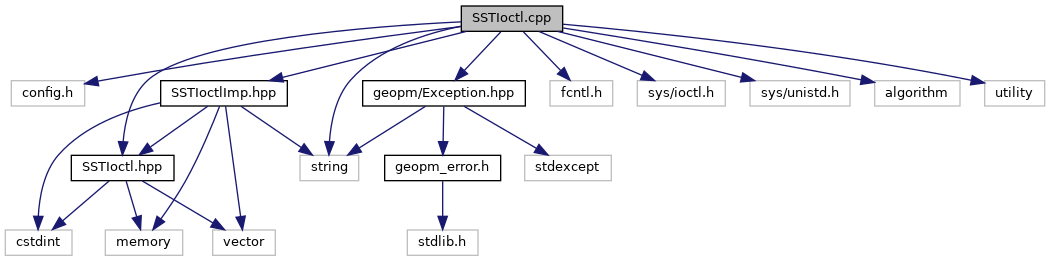 SSTIoctl.cpp
config.h
SSTIoctlImp.hpp
geopm/Exception.hpp
fcntl.h
sys/ioctl.h
sys/unistd.h
algorithm
utility
SSTIoctl.hpp
string
geopm_error.h
stdexcept
cstdint
memory
vector
stdlib.h